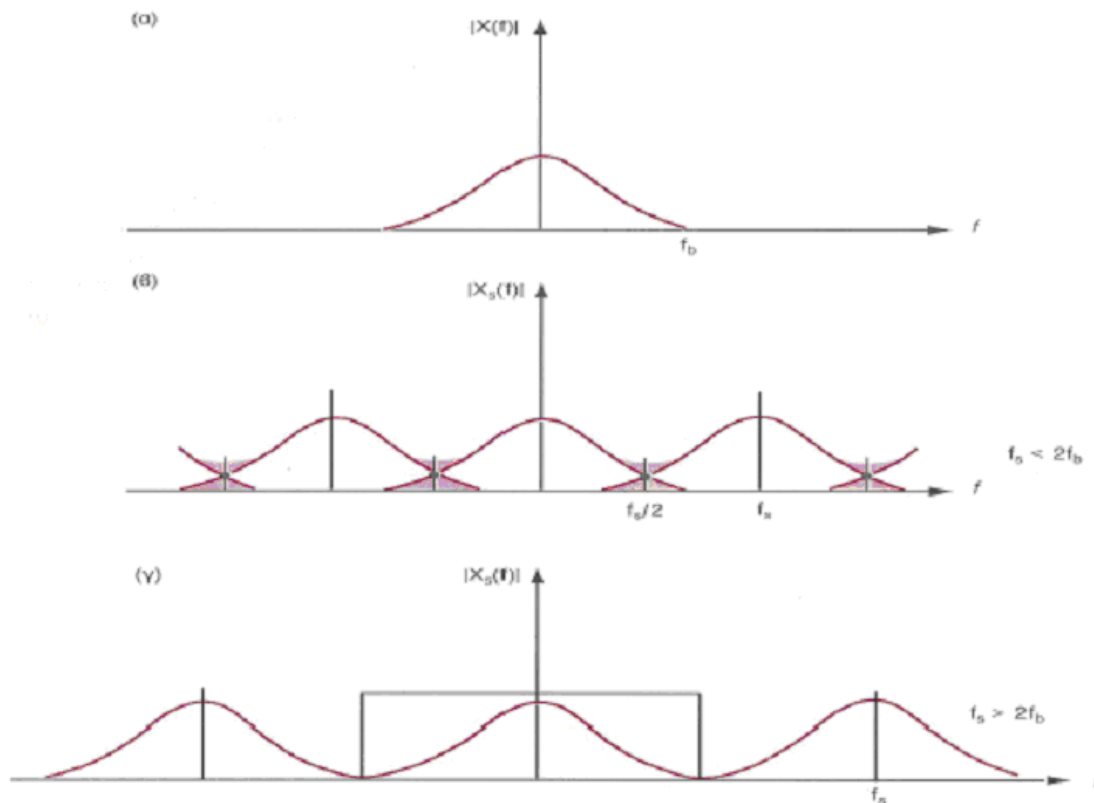 (α)
|X(f)|
f
f_b
(β)
|X_s(f)|
f_s < 2f_b
f
f_s/2
f_s
(γ)
|X_s(f)|
f_s > 2f_b
f_s